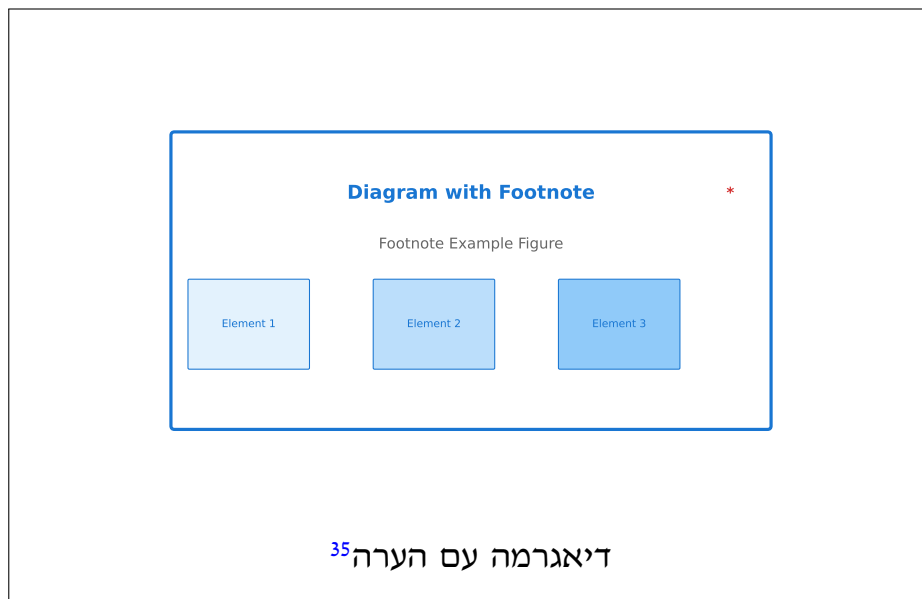 Diagram with Footnote *
Footnote Example Figure
Element 1 Element 2 Element 3
דיאגרמה עם הערה35